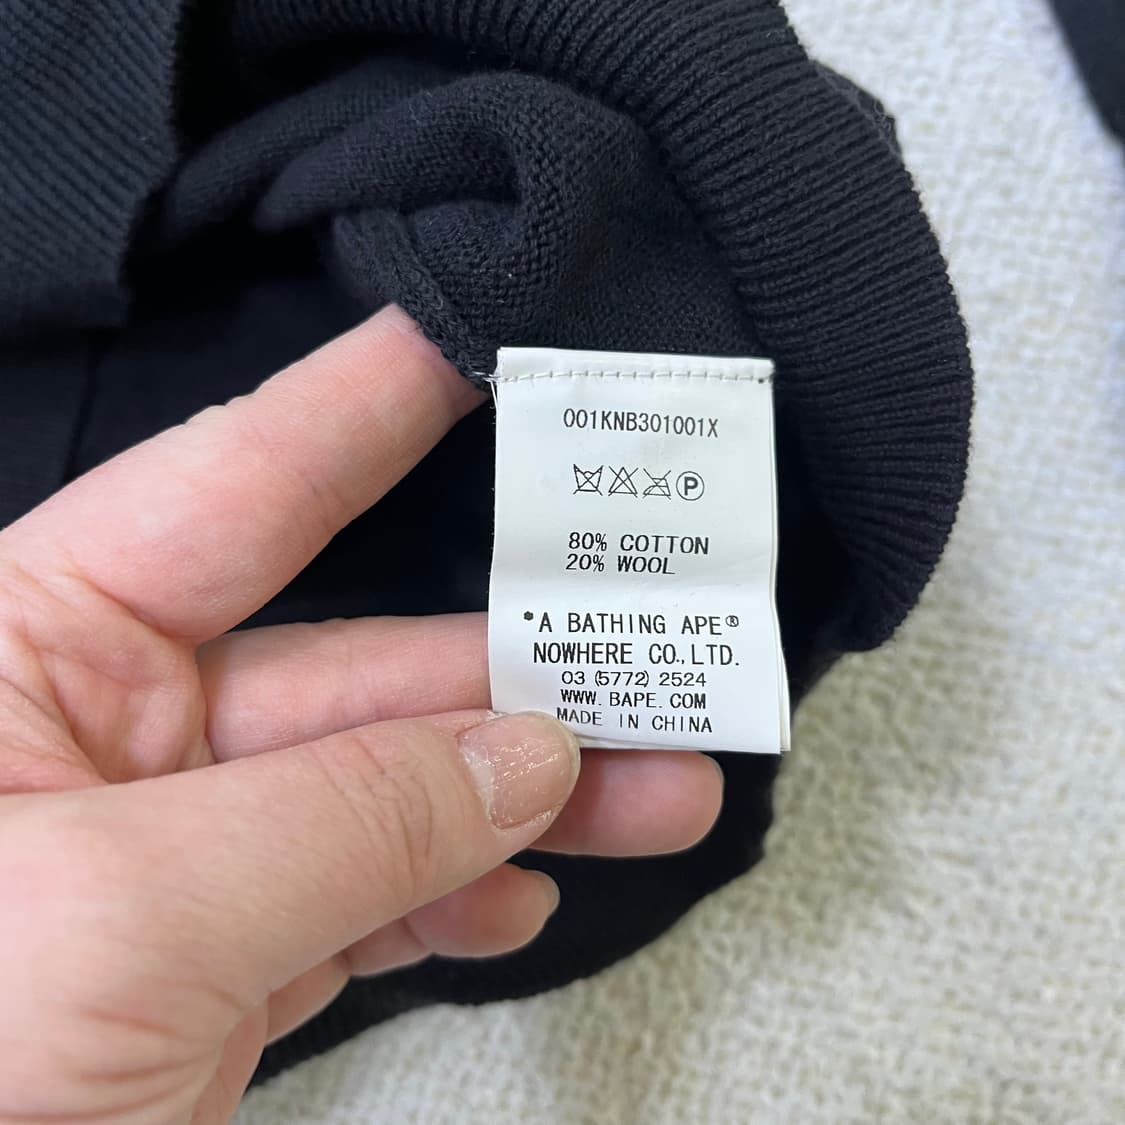 001KNB301001X
P
80% COTTON
20% WOOL
*A BATHING APE®
NOWHERE CO.,LTD.
03 (5772) 2524
WWW. BAPE. COM
MADE IN CHINA